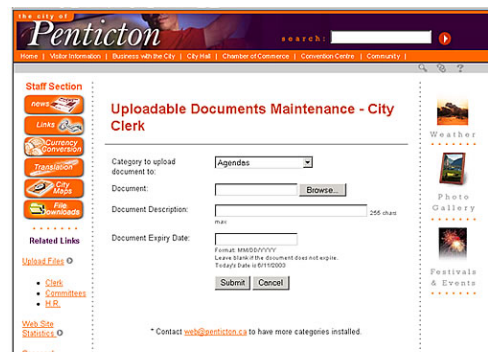 the city of
Penticton
search:
Home | Visitor Information | Business with the City | City Hall | Chamber of Commerce | Convention Centre | Community |
Staff Section
news
Links
Currency
Conversion
Translation
City
Maps
File
Downloads
Related Links
Upload Files
Clerk
Committees
H.R.
Web Site
Statistics
Uploadable Documents Maintenance - City
Clerk
Category to upload
document to:
Agendas
Document:
Browse...
Document Description:
255 chars
max
Document Expiry Date:
Format: MM/DD/YYYY
Leave blank if the document does not expire.
Today's Date is 6/11/2003
Submit Cancel
* Contact web@penticton.ca to have more categories installed.
Weather
Photo
Gallery
Festivals
& Events